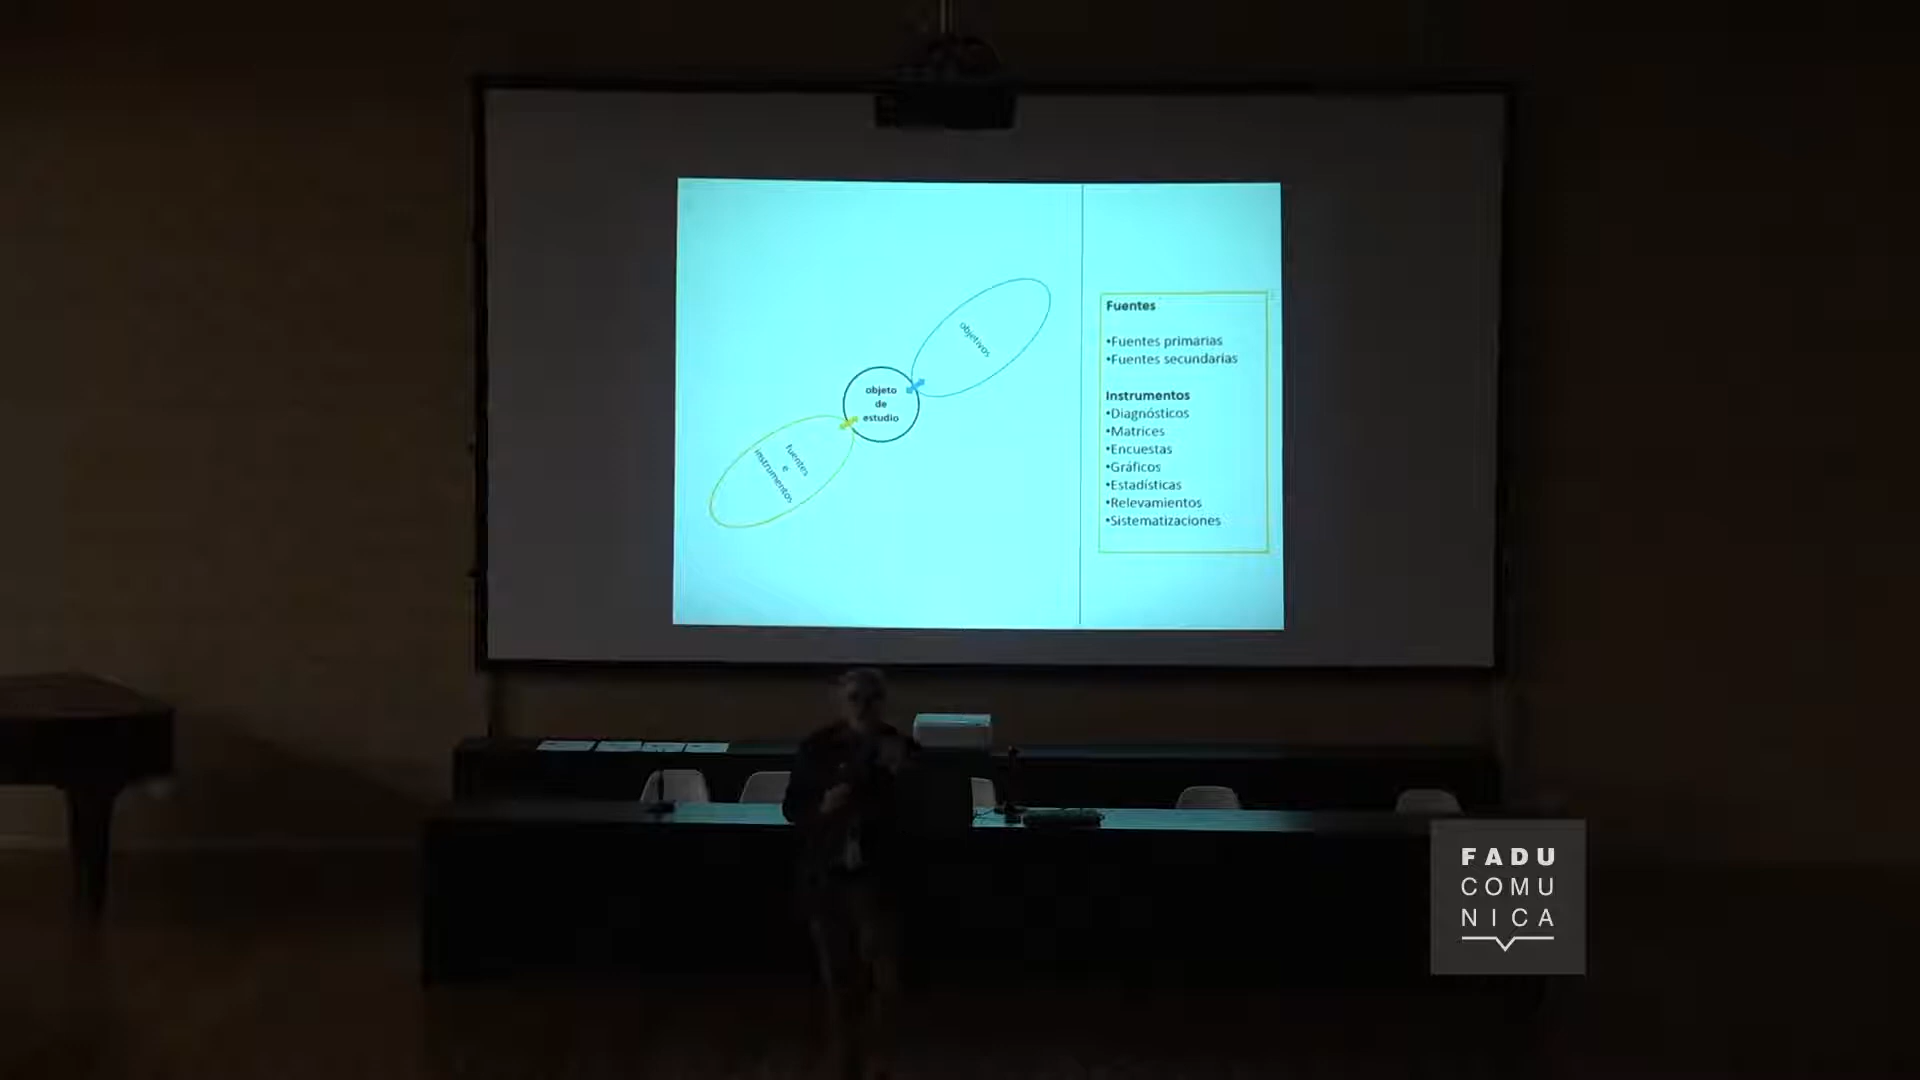 objetivos
objeto
de
estudio
fuentes
e
instrumentos
Fuentes
•Fuentes primarias
•Fuentes secundarias
Instrumentos
•Diagnósticos
•Matrices
•Encuestas
•Gráficos
•Estadísticas
•Relevamientos
•Sistematizaciones
FADU
COMU
NICA